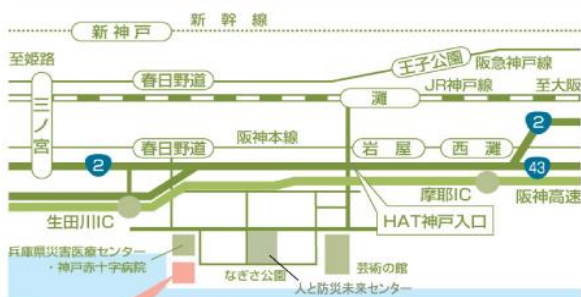 新幹線
新神戸
至姫路
王子公園
阪急神戸線
春日野道
JR神戸線
至大阪
三ノ宮
灘
2
阪神本線
春日野道
岩屋
西灘
2
43
摩耶IC
阪神高速
生田川IC
HAT神戸入口
兵庫県災害医療センター
・神戸赤十字病院
なぎさ公園
人と防災未来センター
芸術の館